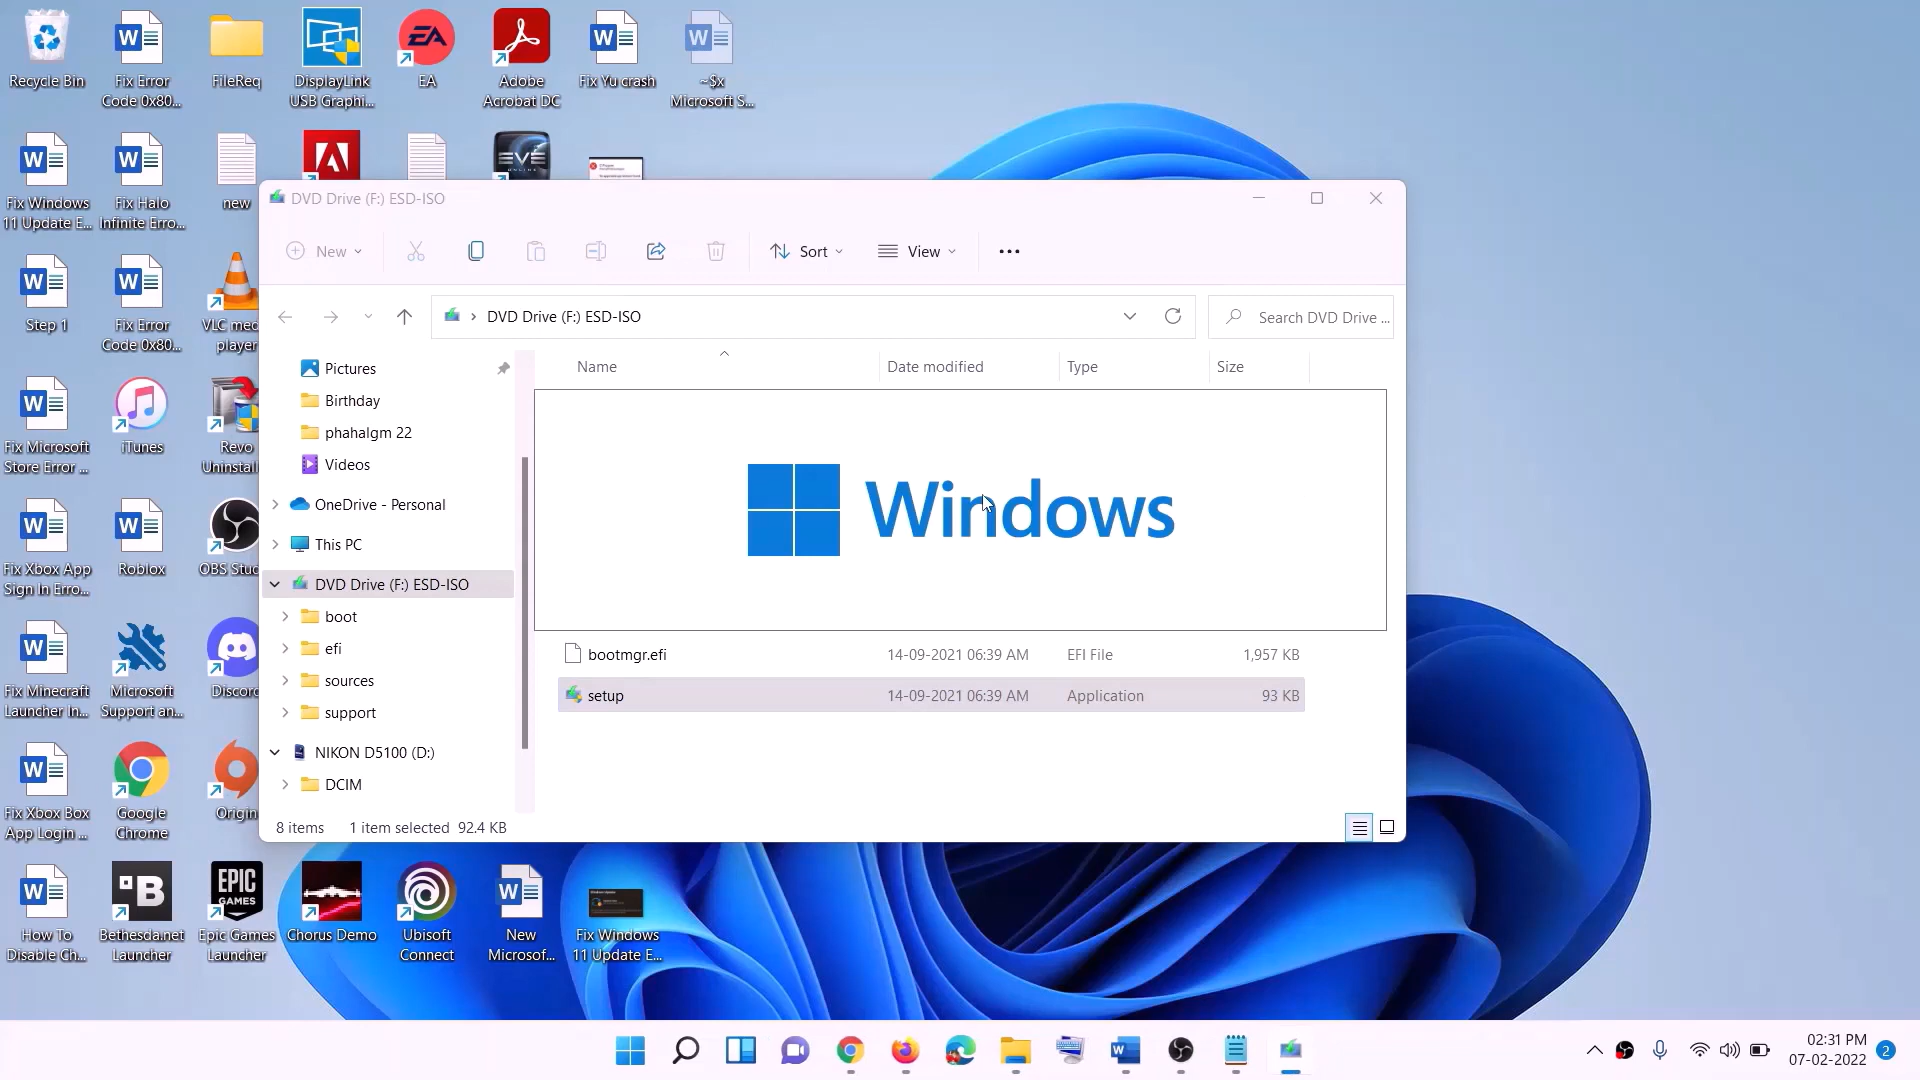 Recycle Bin
Fix Error
Code 0x80...
FileReq
DisplayLink
USB Graphi...
EA
EA
Adobe
Acrobat DC
Fix Yu crash
~$x
Microsoft S...
EVE
ONLINE
Fix Windows
11 Update E...
Fix Halo
Infinite Erro...
new
DVD Drive (F:) ESD-ISO
New
Sort
View
Step 1
Fix Error
Code 0x80...
VLC med
player
DVD Drive (F:) ESD-ISO
Search DVD Drive ...
Name
Date modified
Type
Size
Pictures
Birthday
phahalgm 22
Videos
OneDrive - Personal
This PC
DVD Drive (F:) ESD-ISO
boot
efi
sources
support
NIKON D5100 (D:)
DCIM
Windows
bootmgr.efi
14-09-2021 06:39 AM
EFI File
1,957 KB
setup
14-09-2021 06:39 AM
Application
93 KB
8 items
1 item selected
92.4 KB
Fix Microsoft
Store Error ...
iTunes
Revo
Uninstall
Fix Xbox App
Sign In Erro...
Roblox
OBS Stud
Fix Minecraft
Launcher In...
Microsoft
Support an...
Discord
Fix Xbox Box
App Login ...
Google
Chrome
Origin
How To
Disable Ch...
B
Bethesda.net
Launcher
EPIC
GAMES
Epic Games
Launcher
Chorus Demo
Ubisoft
Connect
New
Microsof...
Fix Windows
11 Update E...
02:31 PM
07-02-2022
2